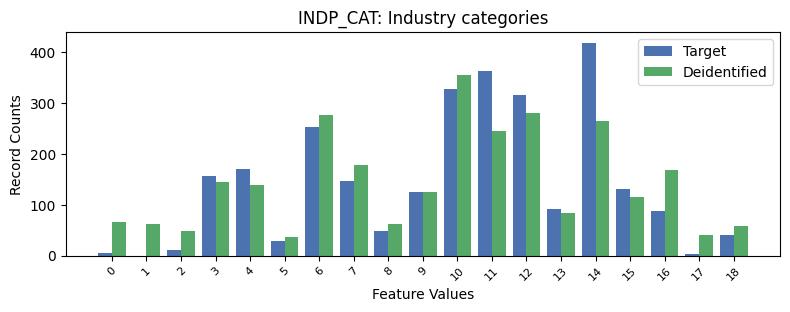 INDP_CAT: Industry categories
Target
Deidentified
Record Counts
400
300
200
100
0
0 1 2 3 4 5 6 7 8 9 10 11 12 13 14 15 16 17 18
Feature Values